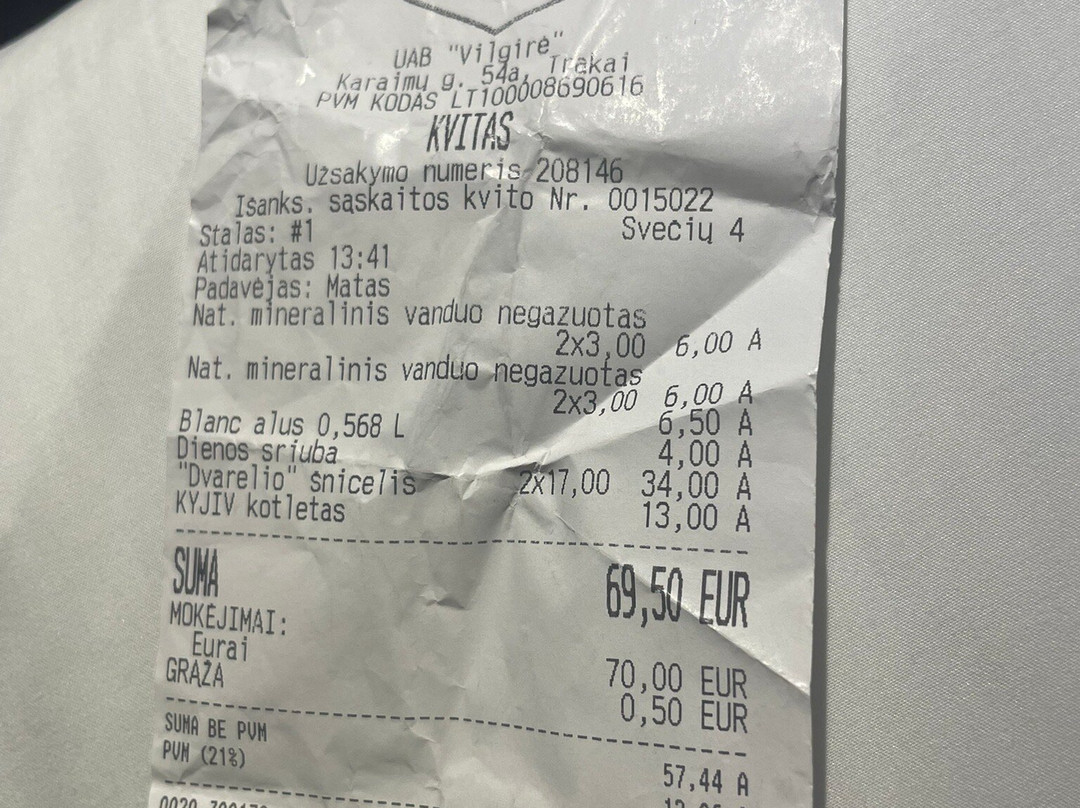 UAB "Vilgirė"
Karaimų g. 54a, Trakai
PVM KODAS LT100008690616
KVITAS
Užsakymo numeris 208146
Išanks. sąskaitos kvito Nr. 0015022
Stalas: #1 Svečių 4
Atidarytas 13:41
Padavėjas: Matas
Nat. mineralinis vanduo negazuotas
2x3,00 6,00 A
Nat. mineralinis vanduo negazuotas
2x3,00 6,00 A
Blanc alus 0,568 L 6,50 A
Dienos sriuba 4,00 A
"Dvarelio" šnicelis 2x17,00 34,00 A
KYJIV kotletas 13,00 A
SUMA 69,50 EUR
MOKĖJIMAI:
Eurai 70,00 EUR
GRĄŽA 0,50 EUR
SUMA BE PVM 57,44 A
PVM (21%)